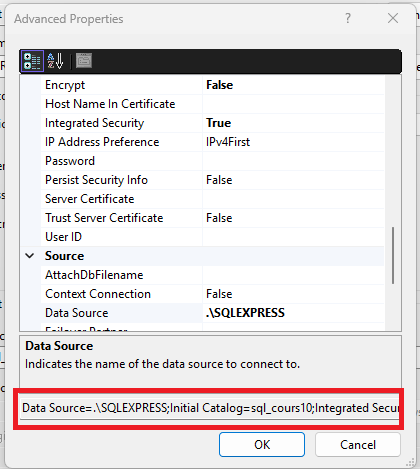 Advanced Properties
Encrypt False
Host Name In Certificate
Integrated Security True
IP Address Preference IPv4First
Password
Persist Security Info False
Server Certificate
Trust Server Certificate False
User ID
Source
AttachDbFilename
Context Connection False
Data Source .\SQLEXPRESS
Data Source
Indicates the name of the data source to connect to.
Data Source=.\SQLEXPRESS;Initial Catalog=sql_cours10;Integrated Secur
OK Cancel